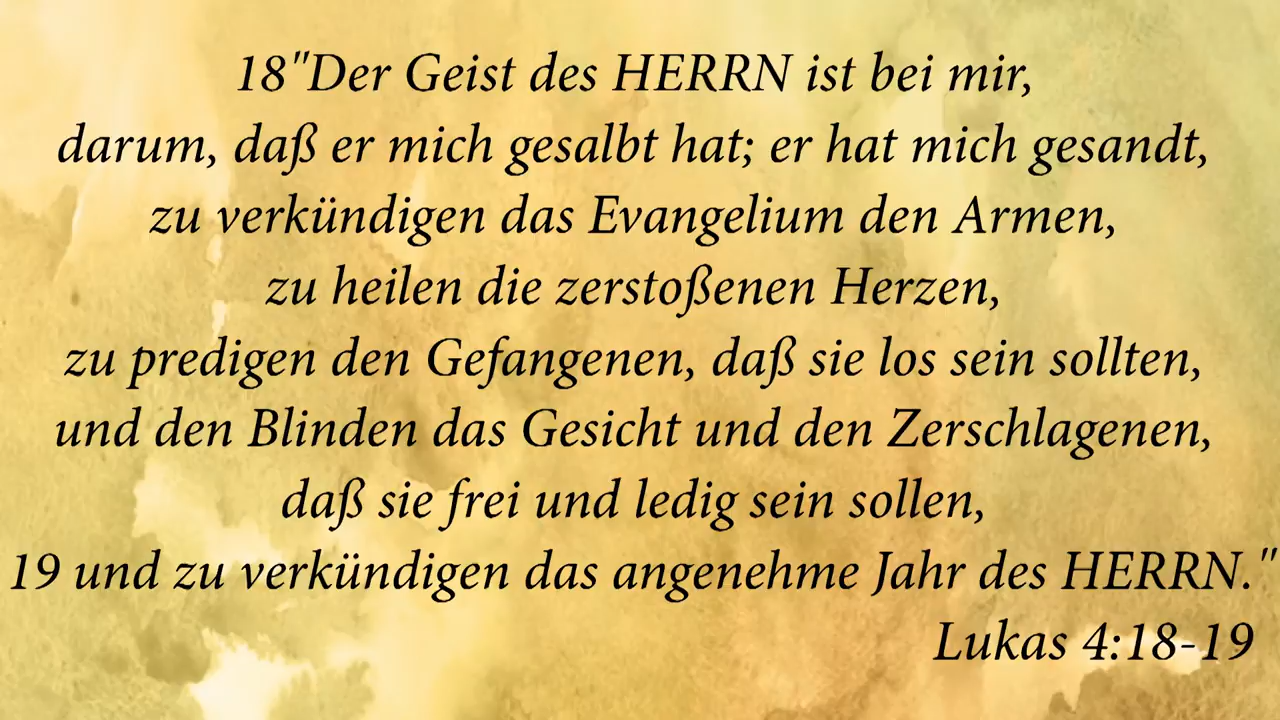 18"Der Geist des HERRN ist bei mir,
darum, daß er mich gesalbt hat; er hat mich gesandt,
zu verkündigen das Evangelium den Armen,
zu heilen die zerstoßenen Herzen,
zu predigen den Gefangenen, daß sie los sein sollten,
und den Blinden das Gesicht und den Zerschlagenen,
daß sie frei und ledig sein sollen,
19 und zu verkündigen das angenehme Jahr des HERRN."
Lukas 4:18-19